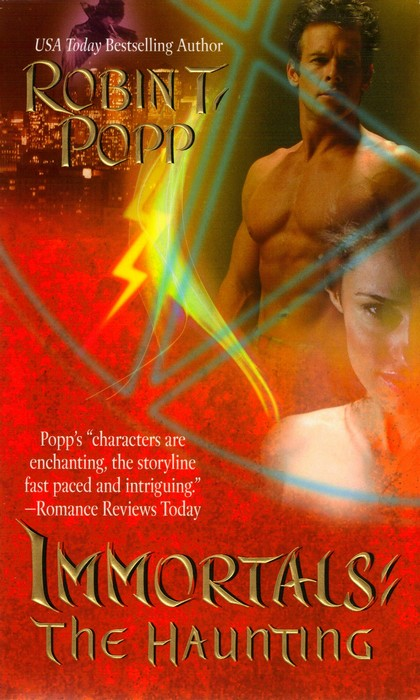 USA Today Bestselling Author
ROBIN T.
POPP
Popp's “characters are
enchanting, the storyline
fast paced and intriguing.”
—Romance Reviews Today
IMMORTALS:
THE HAUNTING